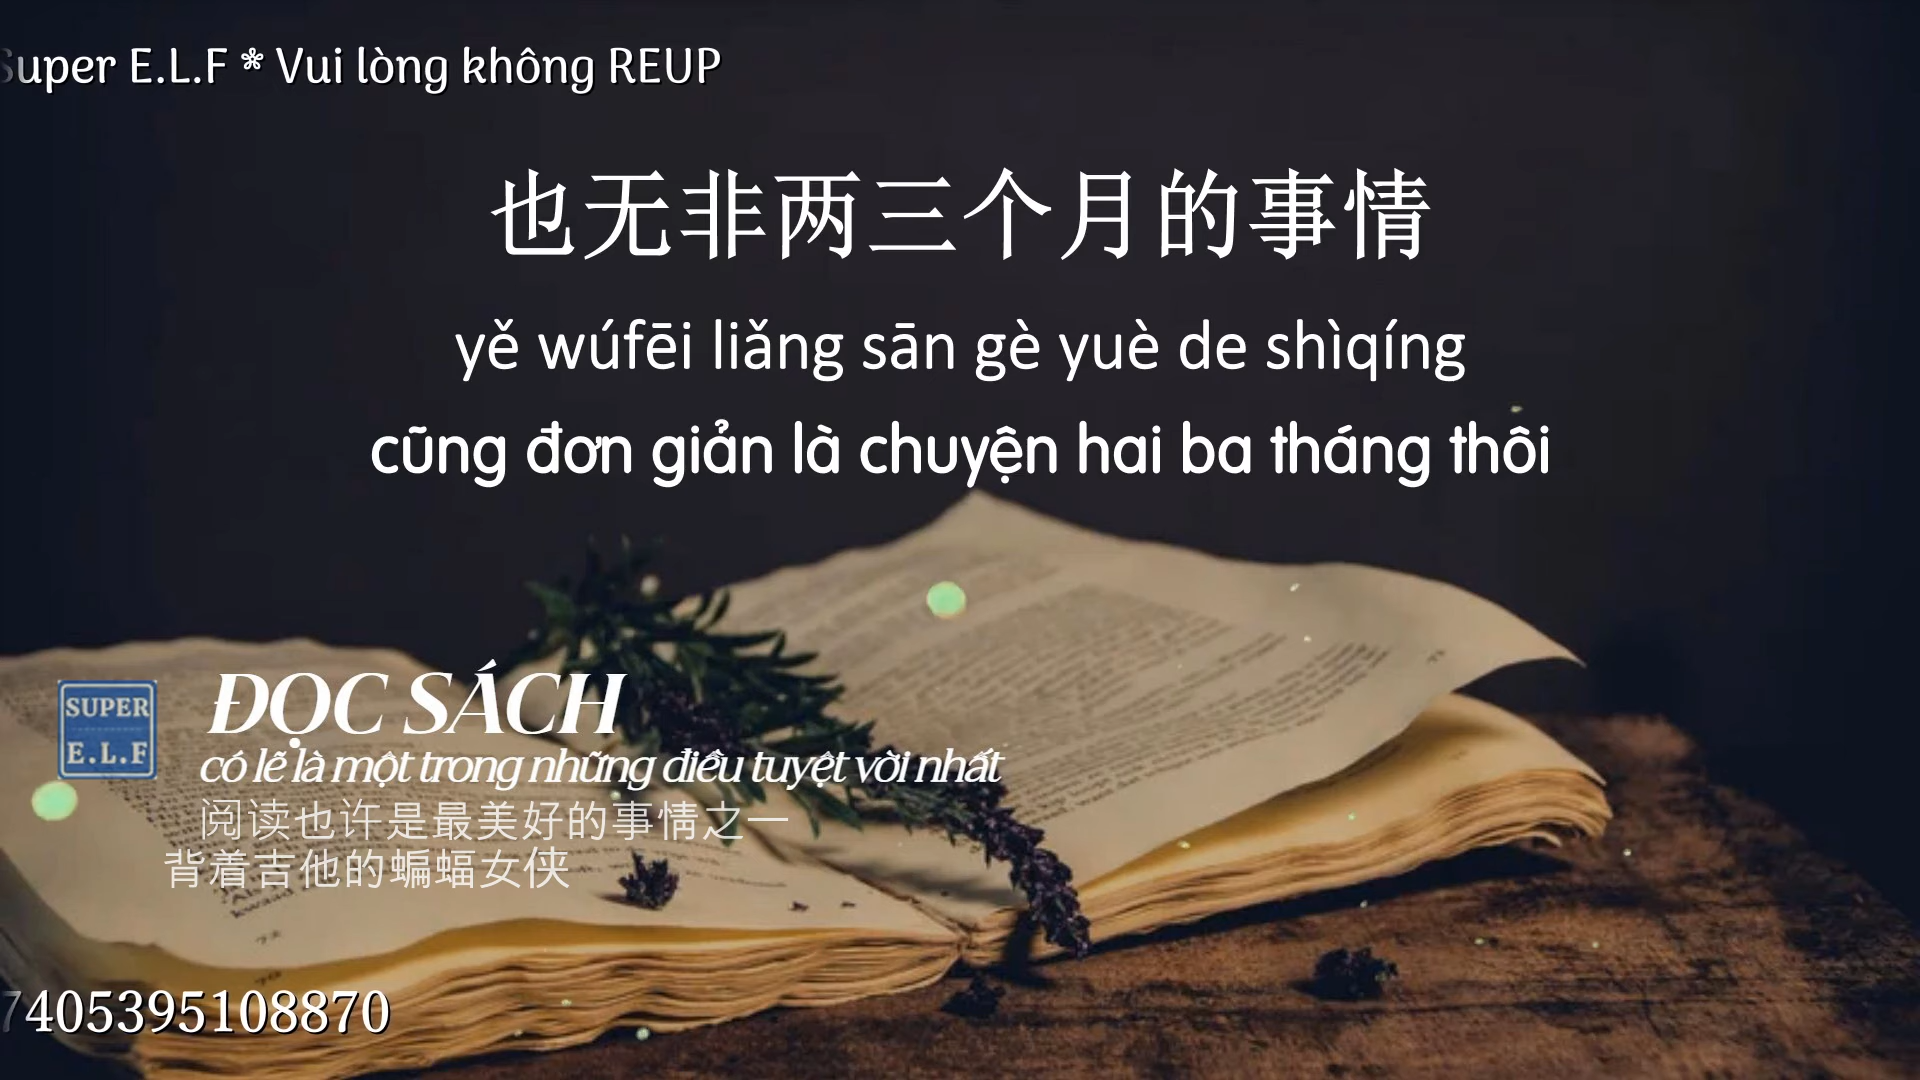 Super E.L.F * Vui lòng không REUP
也无非两三个月的事情
yě wúfēi liǎng sān gè yuè de shìqíng
cũng đơn giản là chuyện hai ba tháng thôi
SUPER
E.L.F
ĐỌC SÁCH
có lẽ là một trong những điều tuyệt vời nhất
阅读也许是最美好的事情之一
背着吉他的蝙蝠女侠
7405395108870